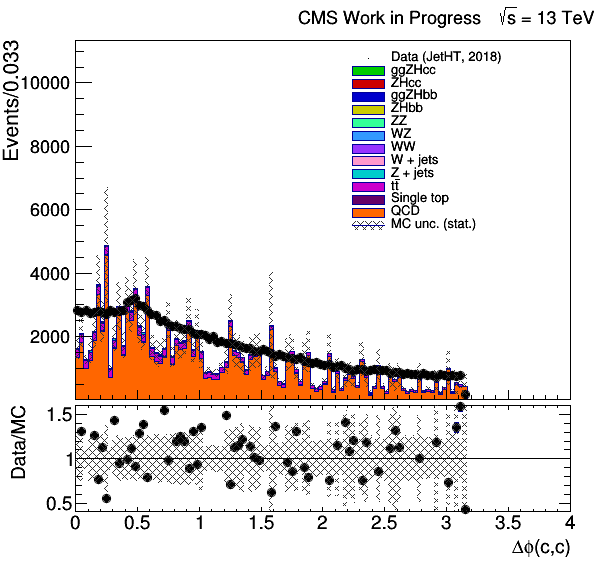 CMS Work in Progress √s = 13 TeV
Events/0.033
10000
8000
6000
4000
2000
Data (JetHT, 2018)
ggZHcc
ZHcc
ggZHbb
ZHbb
ZZ
WZ
WW
W + jets
Z + jets
tt̄
Single top
QCD
MC unc. (stat.)
Data/MC
1.5
1
0.5
0 0.5 1 1.5 2 2.5 3 3.5 4
Δϕ(c,c)